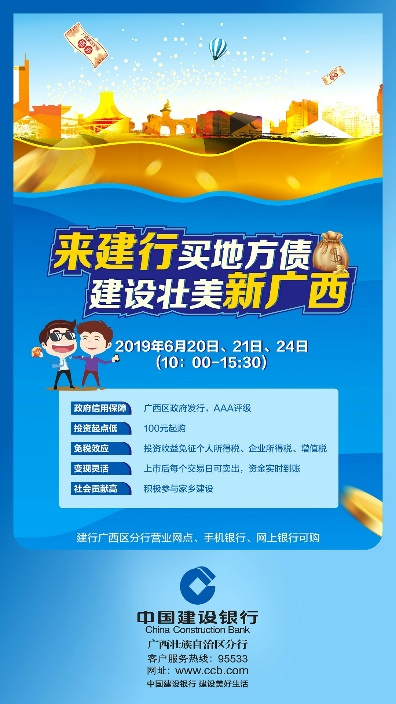 来建行买地方债
建设壮美新广西
2019年6月20日、21日、24日
(10：00-15:30)
政府信用保障 广西区政府发行，AAA评级
投资起点低 100元起购
免税效应 投资收益免征个人所得税、企业所得税、增值税
变现灵活 上市后每个交易日可卖出，资金实时到账
社会贡献高 积极参与家乡建设
建行广西区分行营业网点、手机银行、网上银行可购
中国建设银行
China Construction Bank
广西壮族自治区分行
客户服务热线：95533
网址：www.ccb.com
中国建设银行 建设美好生活